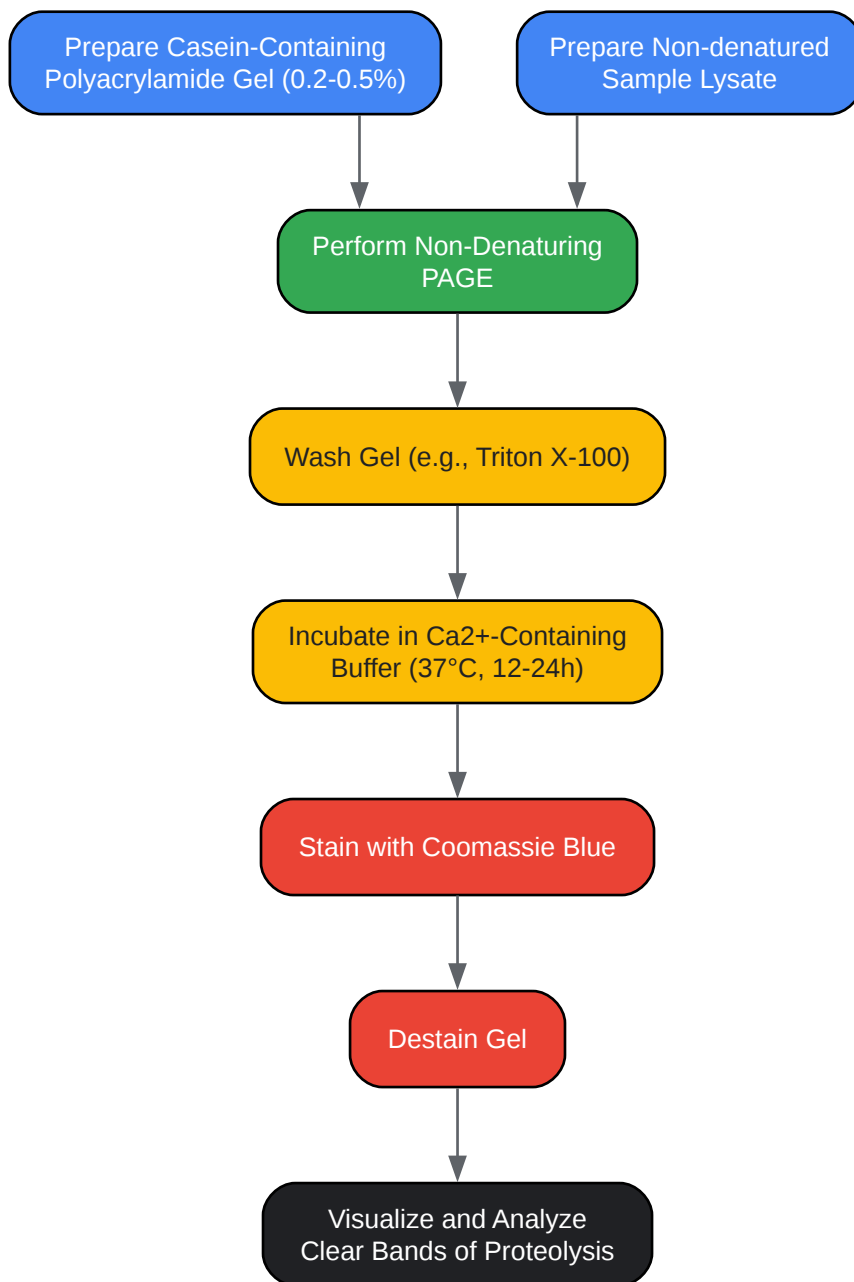 Prepare Casein-Containing
Polyacrylamide Gel (0.2-0.5%)
Prepare Non-denatured
Sample Lysate
Perform Non-Denaturing
PAGE
Wash Gel (e.g., Triton X-100)
Incubate in Ca2+-Containing
Buffer (37°C, 12-24h)
Stain with Coomassie Blue
Destain Gel
Visualize and Analyze
Clear Bands of Proteolysis